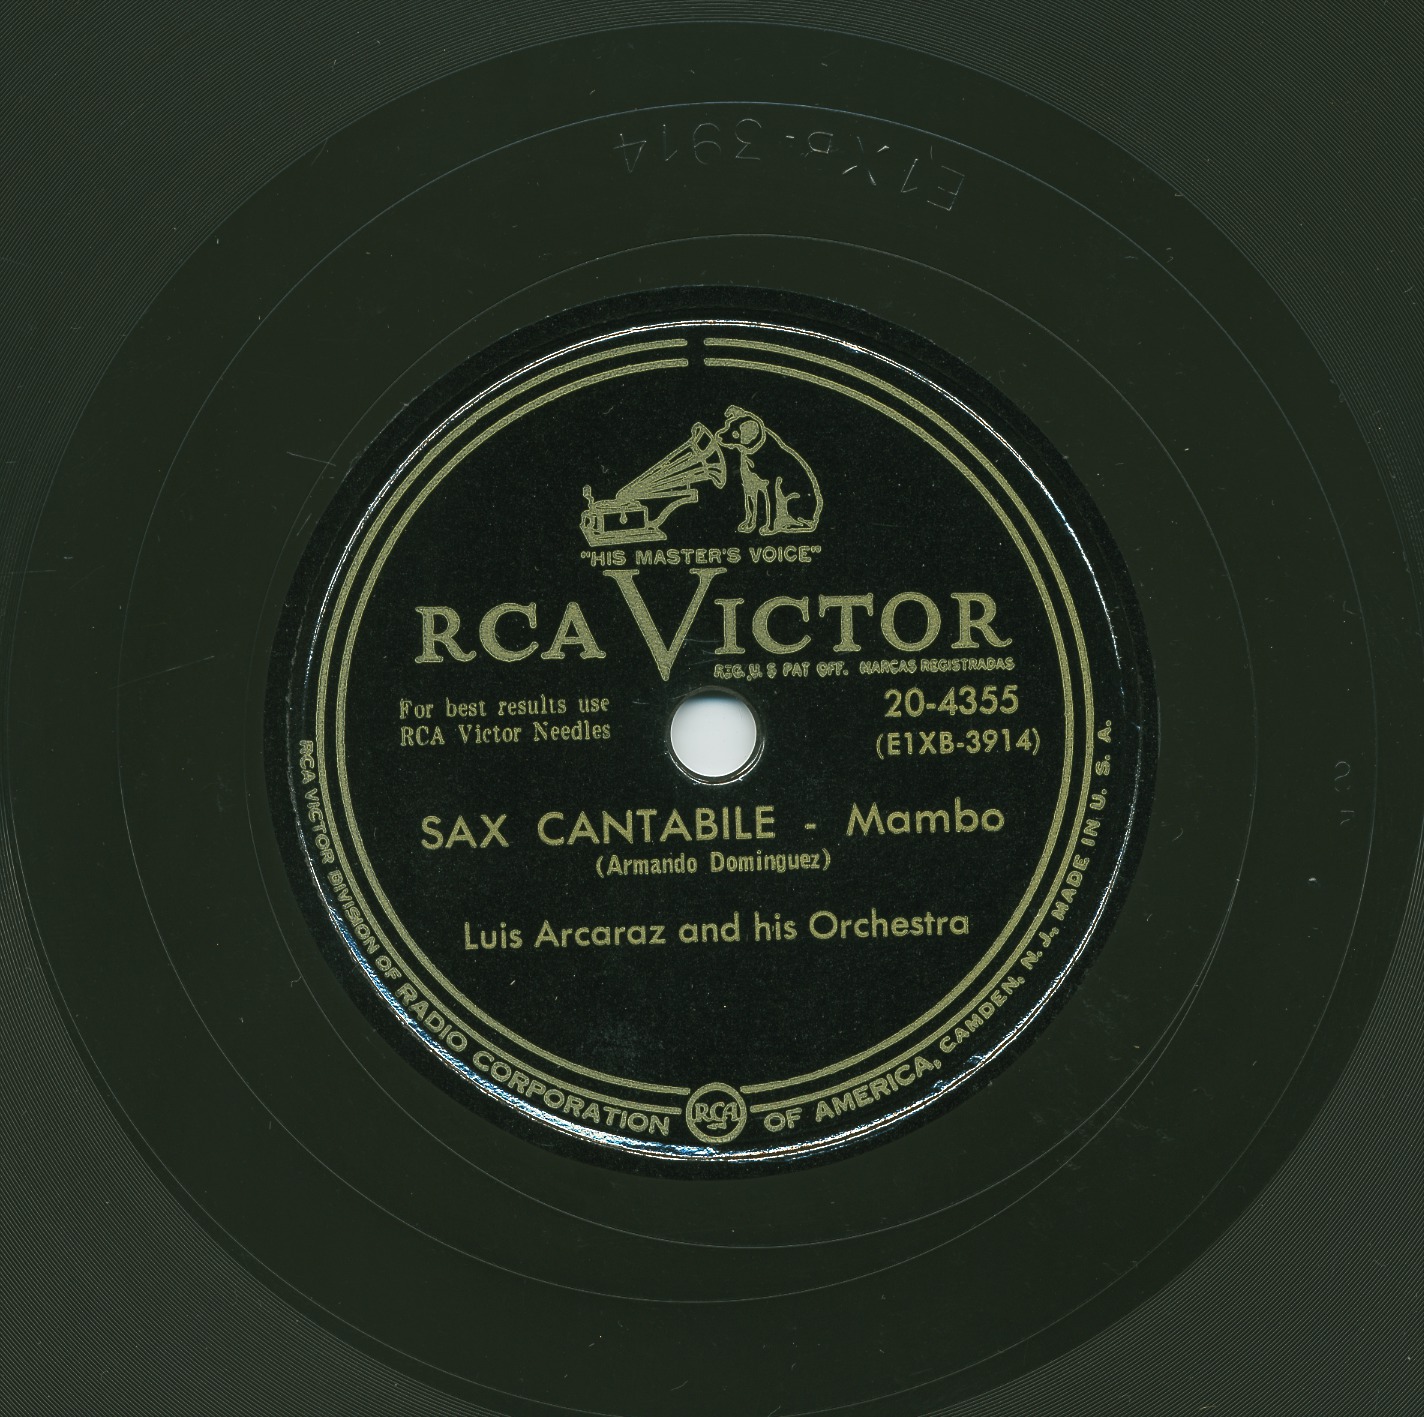 E1XB-3914
"HIS MASTER'S VOICE"
RCA VICTOR
REG. U. S PAT OFF. MARCAS REGISTRADAS
For best results use
RCA Victor Needles
20-4355
(E1XB-3914)
SAX CANTABILE - Mambo
(Armando Dominguez)
Luis Arcaraz and his Orchestra
RCA VICTOR DIVISION OF RADIO CORPORATION OF AMERICA, CAMDEN, N. J., MADE IN U. S. A.
RCA